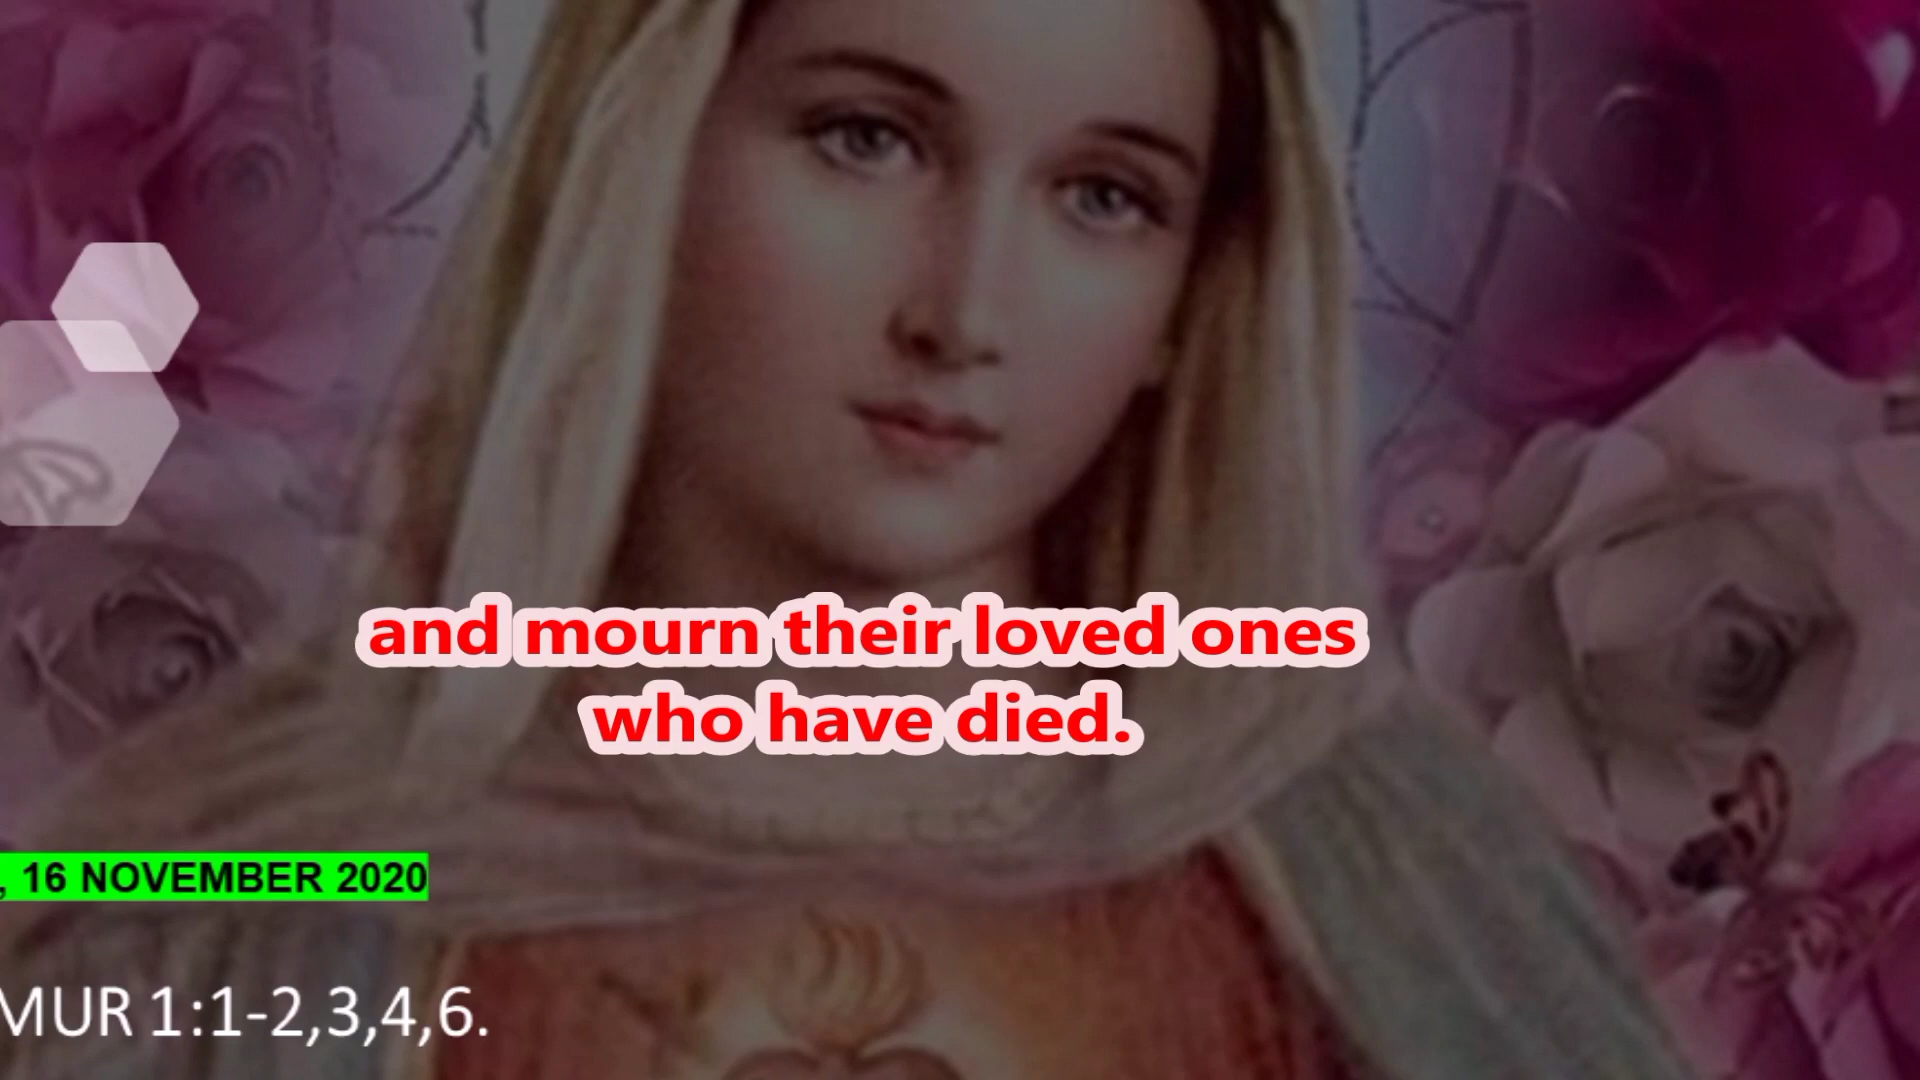 and mourn their loved ones
who have died.
, 16 NOVEMBER 2020
MUR 1:1-2,3,4,6.